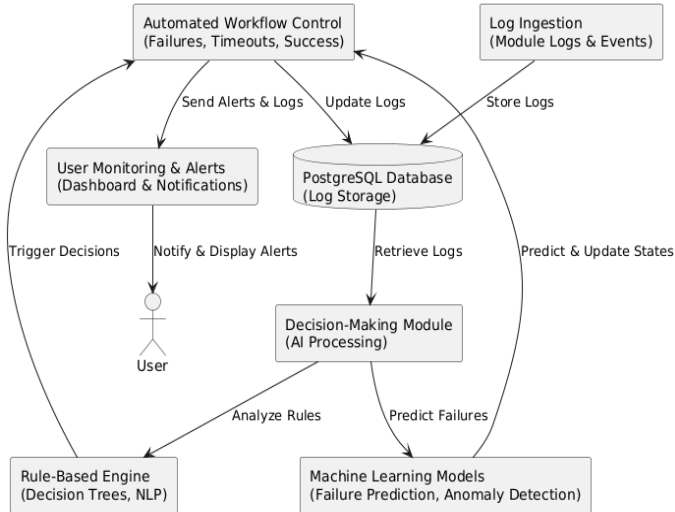 Automated Workflow Control
(Failures, Timeouts, Success)
Log Ingestion
(Module Logs & Events)
Send Alerts & Logs
Update Logs
Store Logs
User Monitoring & Alerts
(Dashboard & Notifications)
PostgreSQL Database
(Log Storage)
Trigger Decisions
Notify & Display Alerts
Retrieve Logs
Predict & Update States
Decision-Making Module
(AI Processing)
User
Analyze Rules
Predict Failures
Rule-Based Engine
(Decision Trees, NLP)
Machine Learning Models
(Failure Prediction, Anomaly Detection)